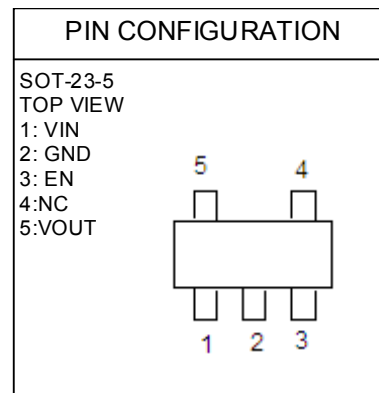 PIN CONFIGURATION
SOT-23-5
TOP VIEW
1: VIN
2: GND
3: EN
4:NC
5:VOUT
5 4
1 2 3